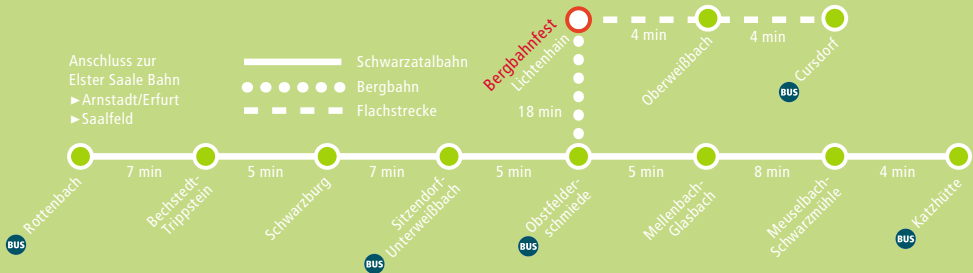 Anschluss zur
Elster Saale Bahn
►Arnstadt/Erfurt
►Saalfeld
Schwarzatalbahn
Bergbahn
Flachstrecke
Bergbahnfest
Lichtenhain
4 min
Oberweißbach
4 min
Cursdorf
BUS
18 min
7 min
5 min
7 min
5 min
5 min
8 min
4 min
Rottenbach
BUS
Bechstedt-
Trippstein
Schwarzburg
Sitzendorf-
Unterweißbach
BUS
Obstfelder-
schmiede
BUS
Mellenbach-
Glasbach
Meuselbach-
Schwarzmühle
Katzhütte
BUS